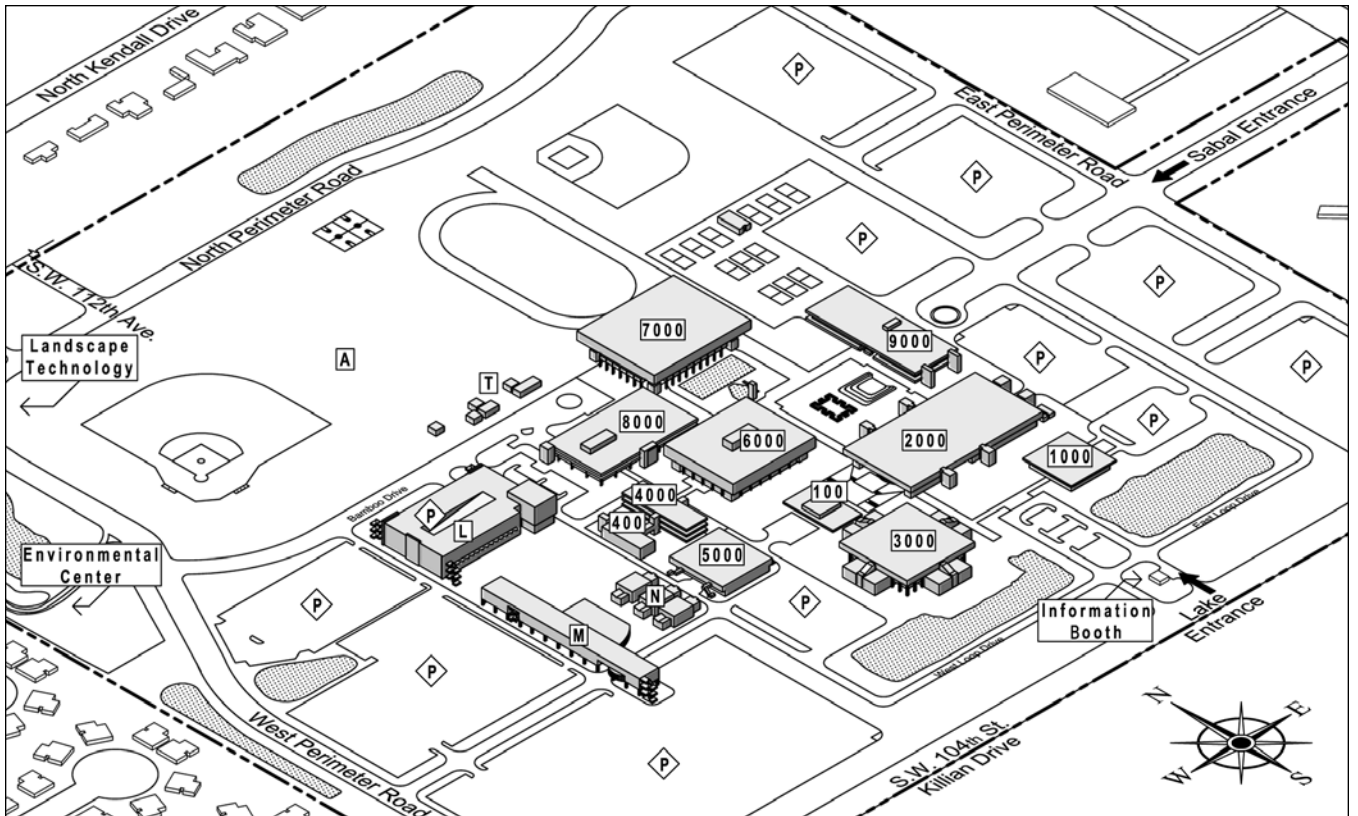 North Kendall Drive
P
East Perimeter Road
Sabal Entrance
P
North Perimeter Road
P
S.W. 112th Ave.
P
7000
9000
Landscape
Technology
A
P
P
T
8000
6000
2000
P
1000
4000
100
Bamboo Drive
P
L
400
East Loop Drive
3000
Environmental
Center
5000
P
P
N
Information
Booth
Lake
Entrance
M
West Loop Drive
P
West Perimeter Road
P
S.W. 104th St.
Killian Drive
N
E
W
S